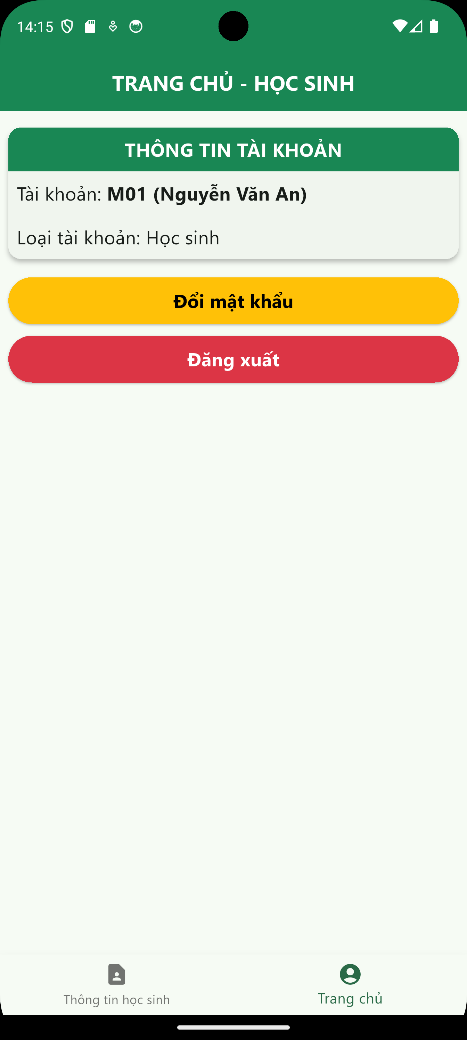 14:15
TRANG CHỦ - HỌC SINH
THÔNG TIN TÀI KHOẢN
Tài khoản: M01 (Nguyễn Văn An)
Loại tài khoản: Học sinh
Đổi mật khẩu
Đăng xuất
Thông tin học sinh
Trang chủ